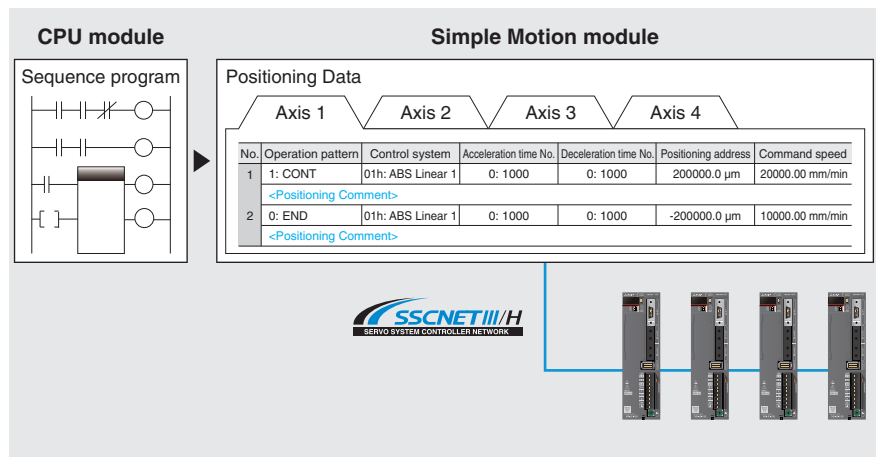 CPU module
Simple Motion module
Sequence program
Positioning Data
Axis 1 Axis 2 Axis 3 Axis 4
No. Operation pattern Control system Acceleration time No. Deceleration time No. Positioning address Command speed
1 1: CONT 01h: ABS Linear 1 0: 1000 0: 1000 200000.0 µm 20000.00 mm/min
<Positioning Comment>
2 0: END 01h: ABS Linear 1 0: 1000 0: 1000 -200000.0 µm 10000.00 mm/min
<Positioning Comment>
SSCNETIII/H
SERVO SYSTEM CONTROLLER NETWORK